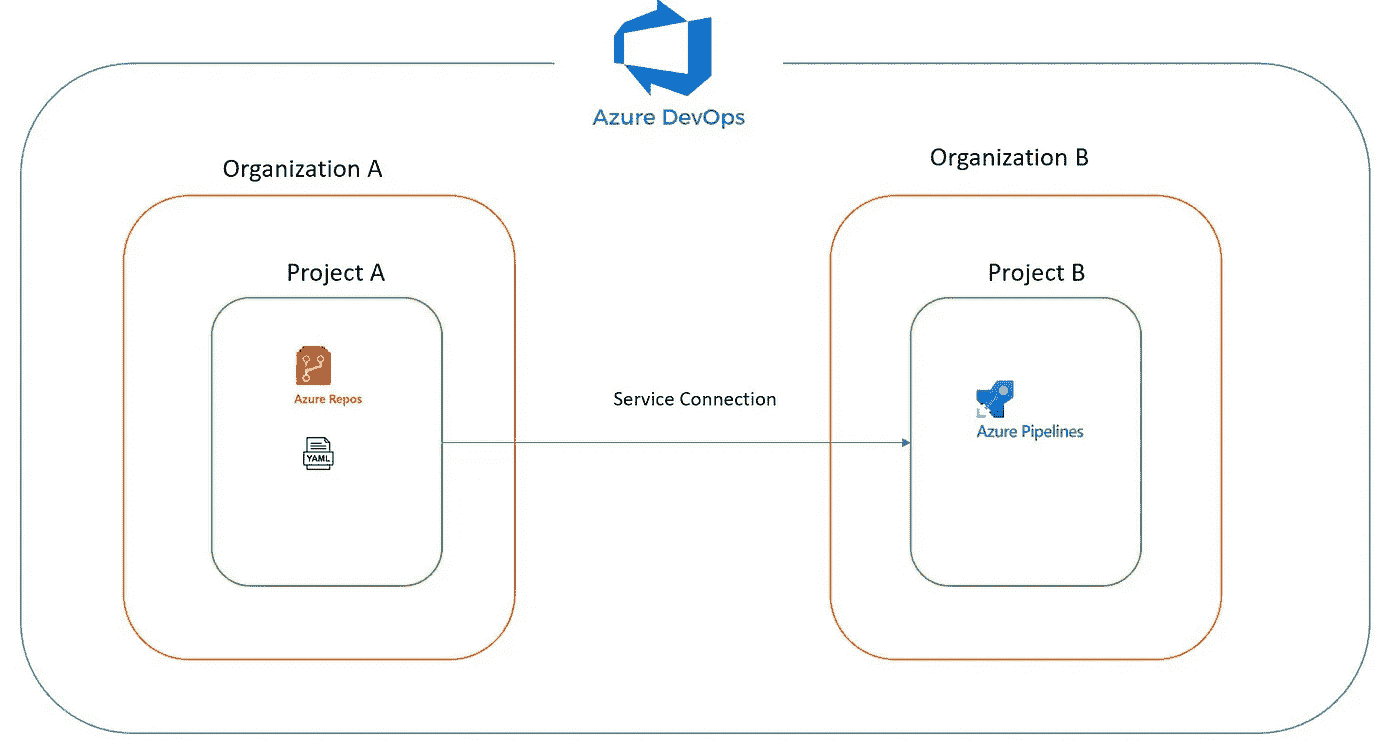 Azure DevOps
Organization A
Organization B
Project A
Project B
Azure Repos
Service Connection
Azure Pipelines
YAML